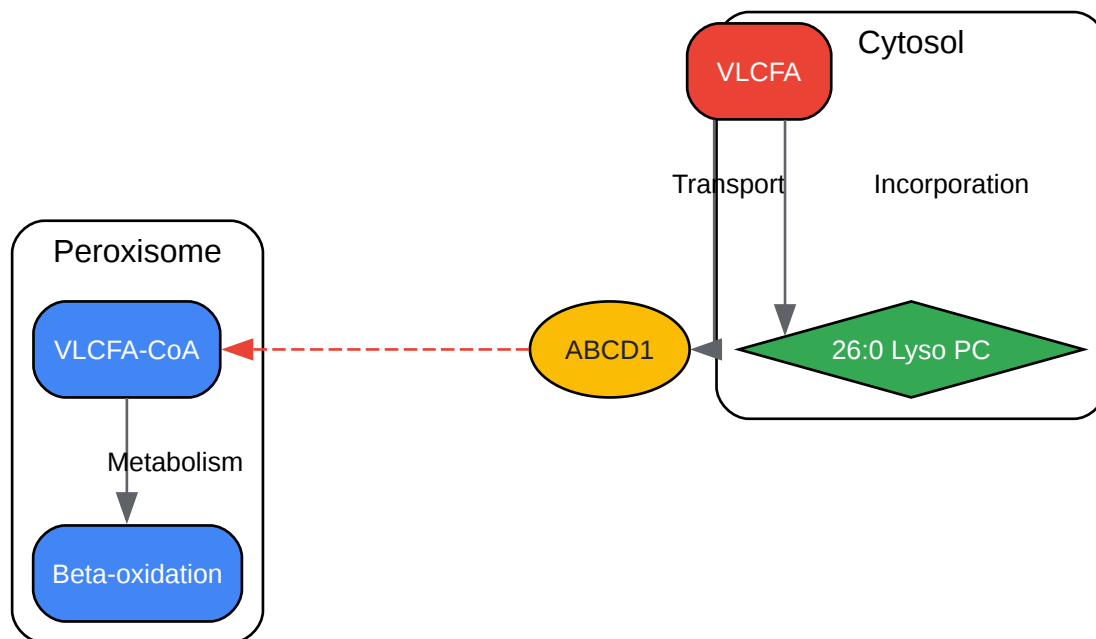 Cytosol
VLCFA
Transport
Incorporation
Peroxisome
VLCFA-CoA
ABCD1
26:0 Lyso PC
Metabolism
Beta-oxidation